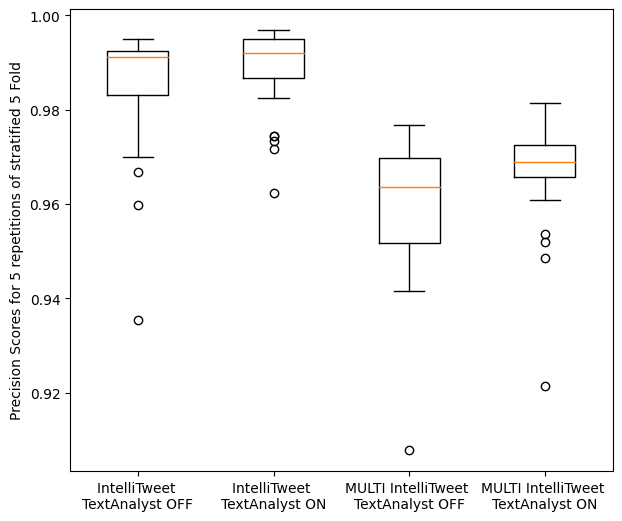 Precision Scores for 5 repetitions of stratified 5 Fold
1.00
0.98
0.96
0.94
0.92
IntelliTweet
TextAnalyst OFF
IntelliTweet
TextAnalyst ON
MULTI IntelliTweet
TextAnalyst OFF
MULTI IntelliTweet
TextAnalyst ON